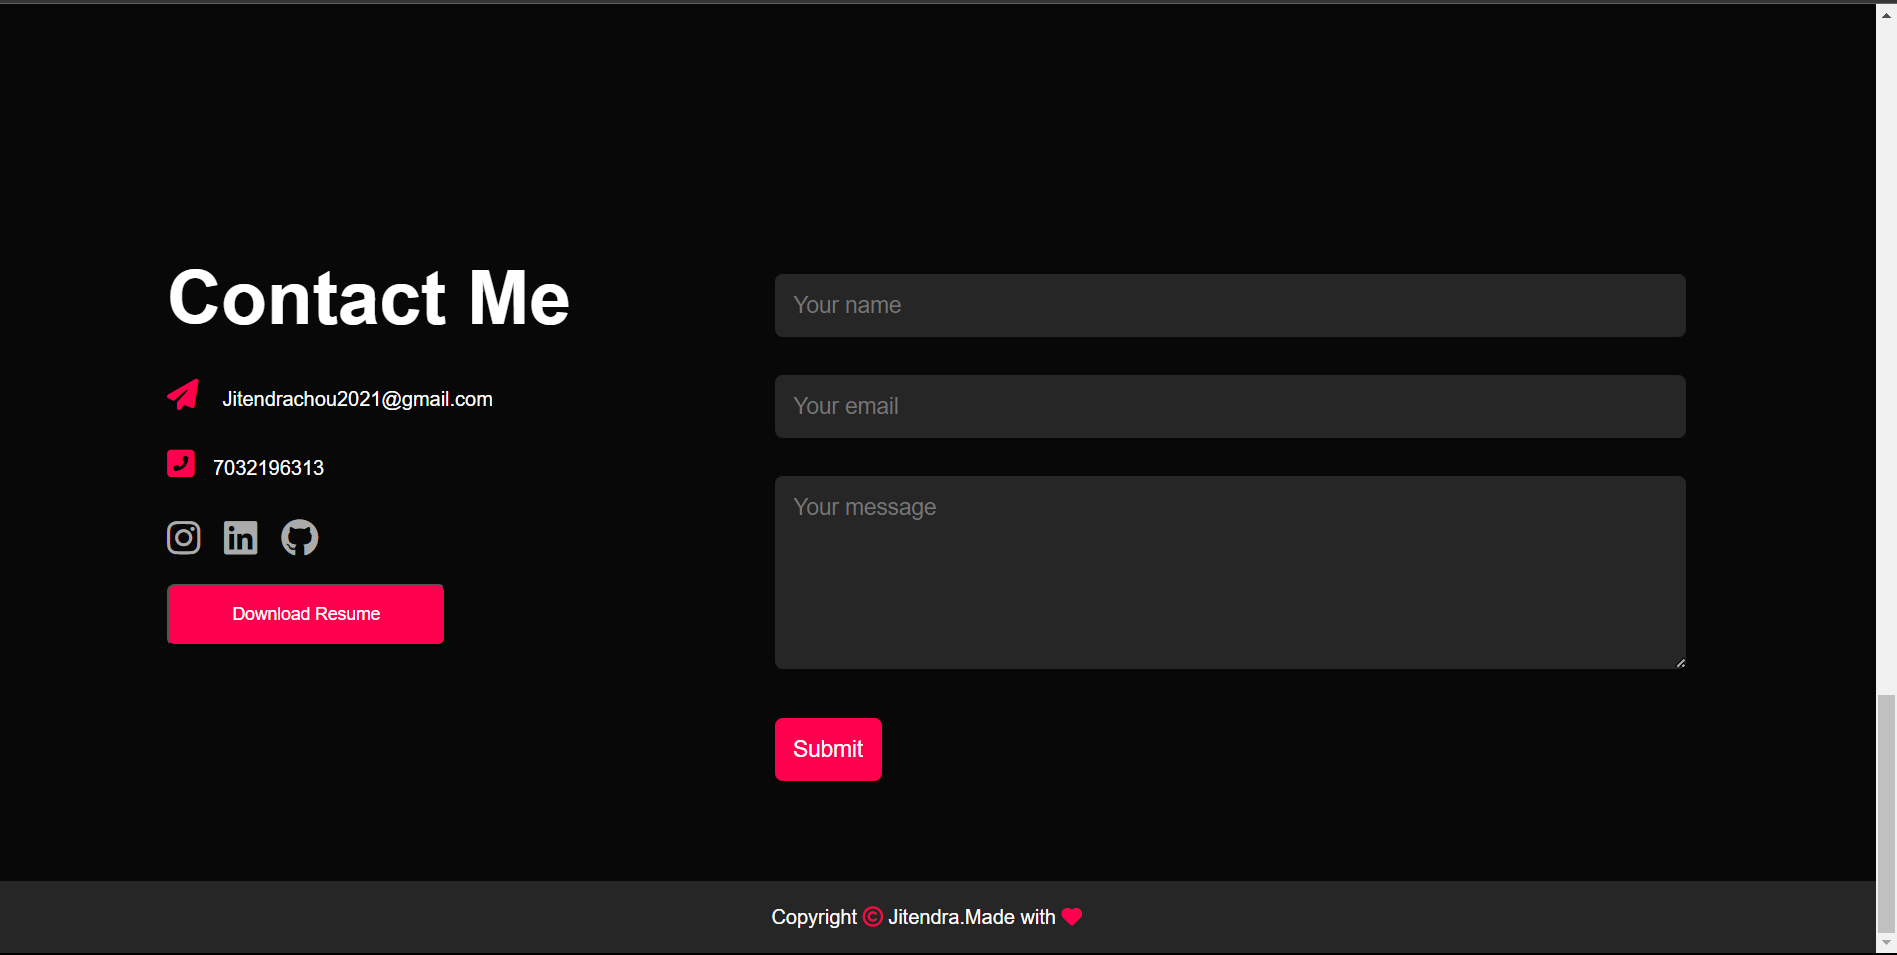 Contact Me
Jitendrachou2021@gmail.com
7032196313
Download Resume
Your name
Your email
Your message
Submit
Copyright © Jitendra.Made with